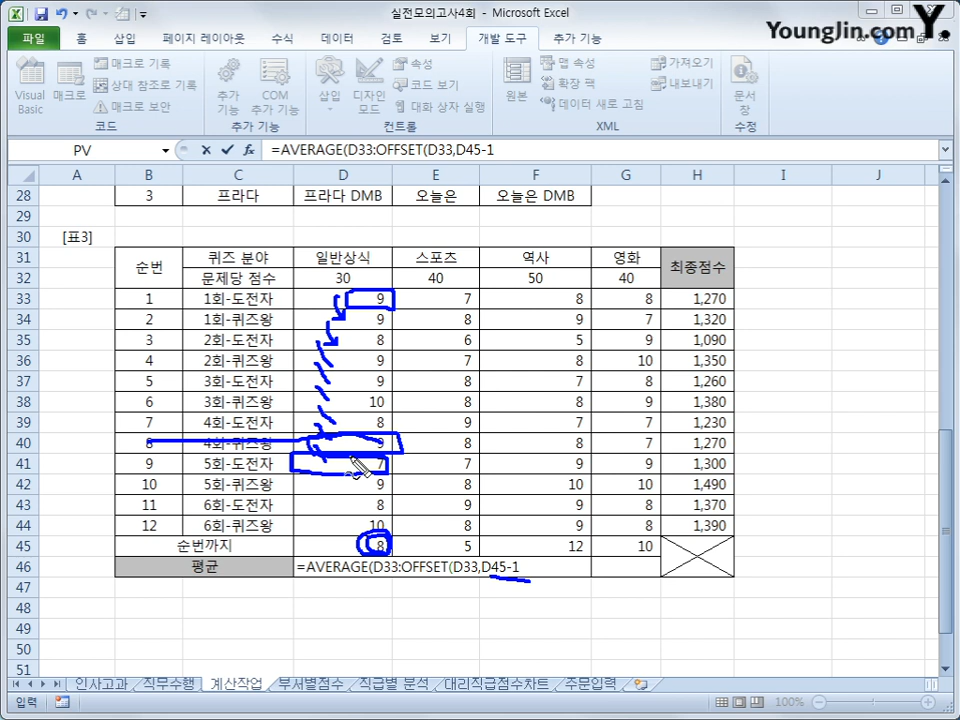 실전모의고사4회 - Microsoft Excel
Younglin.com Y.
파일 홈 삽입 페이지 레이아웃 수식 데이터 검토 보기 개발 도구 추가 기능
Visual Basic 매크로 매크로 기록 상대 참조로 기록 매크로 보안 코드
추가 기능 COM 추가 기능 추가 기능
삽입 디자인 모드 속성 코드 보기 대화 상자 실행 컨트롤
원본 맵 속성 확장 팩 데이터 새로 고침 가져오기 내보내기 XML
문서 창 수정
PV =AVERAGE(D33:OFFSET(D33,D45-1
A B C D E F G H I J
28 3 프라다 프라다 DMB 오늘은 오늘은 DMB
29
30 [표3]
31 순번 퀴즈 분야 일반상식 스포츠 역사 영화 최종점수
32 문제당 점수 30 40 50 40
33 1 1회-도전자 9 7 8 8 1,270
34 2 1회-퀴즈왕 9 8 9 7 1,320
35 3 2회-도전자 8 6 5 9 1,090
36 4 2회-퀴즈왕 9 7 8 10 1,350
37 5 3회-도전자 9 8 7 8 1,260
38 6 3회-퀴즈왕 10 8 8 9 1,380
39 7 4회-도전자 8 9 7 7 1,230
40 8 4회-퀴즈왕 9 8 8 7 1,270
41 9 5회-도전자 7 7 9 9 1,300
42 10 5회-퀴즈왕 9 8 10 10 1,490
43 11 6회-도전자 8 9 9 8 1,370
44 12 6회-퀴즈왕 10 8 9 8 1,390
45 순번까지 8 5 12 10
46 평균 =AVERAGE(D33:OFFSET(D33,D45-1
47
48
49
50
51
인사고과 직무수행 계산작업 부서별점수 직급별 분석 대리직급점수차트 주문입력
입력 100%